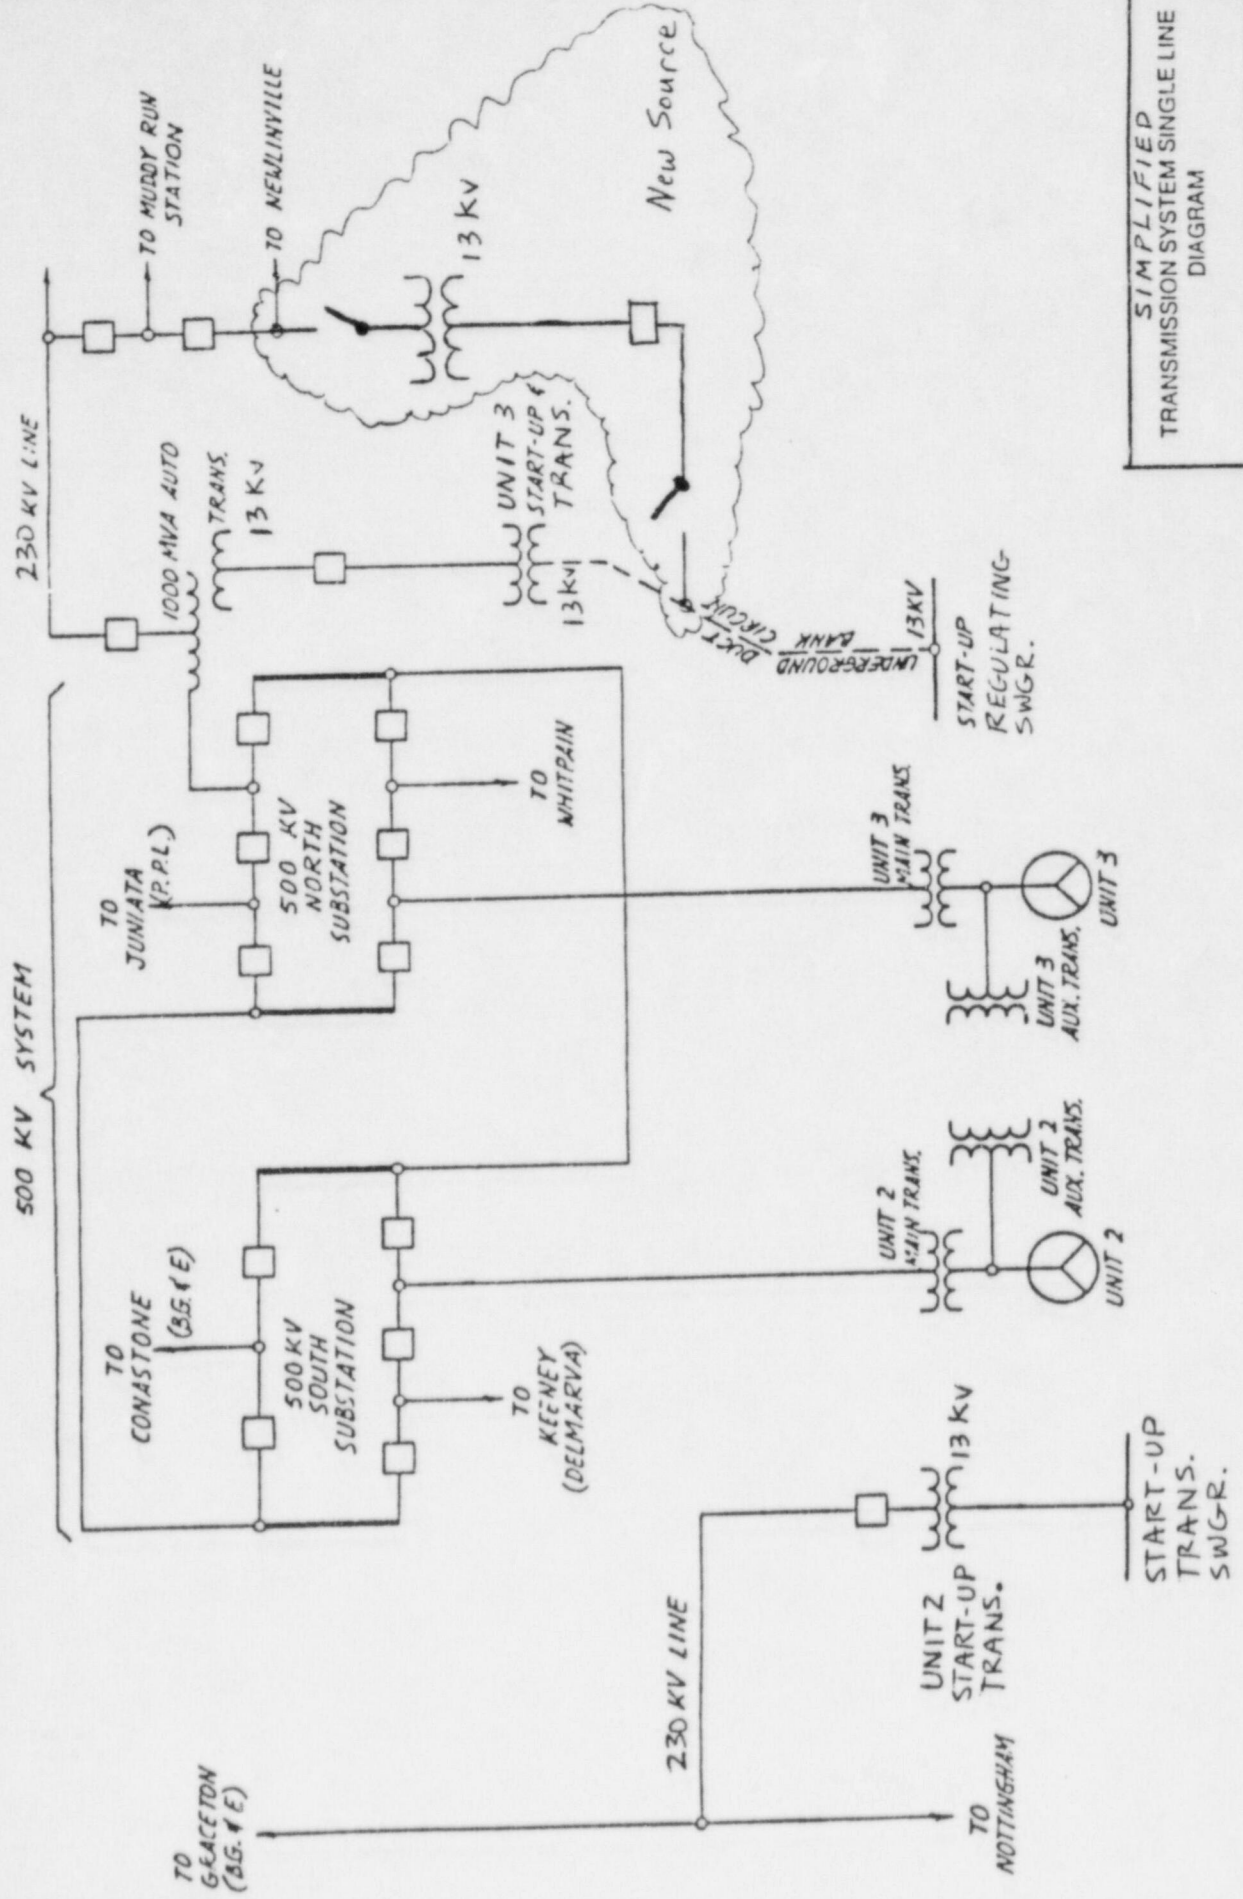 500 KV SYSTEM
230 KV LINE
TO MUDDY RUN
STATION
TO NEWLINVILLE
1000 MVA AUTO
TRANS.
13 KV
13 KV
New Source
UNIT 3
START-UP &
TRANS.
13 KV
UNDERGROUND
BANK
DUCT
CIRCUIT
13KV
START-UP
REGULATING
SWGR.
TO
JUNIATA
(P.P.L.)
500 KV
NORTH
SUBSTATION
TO
WHITPAIN
UNIT 3
MAIN TRANS.
UNIT 3
AUX. TRANS.
UNIT 3
TO
CONASTONE
(B.G. & E)
500 KV
SOUTH
SUBSTATION
TO
KEENEY
(DELMARVA)
UNIT 2
MAIN TRANS.
UNIT 2
AUX. TRANS.
UNIT 2
TO
GRACETON
(B.G. & E)
230 KV LINE
TO
NOTTINGHAM
UNIT 2
START-UP
TRANS.
13 KV
START-UP
TRANS.
SWGR.
SIMPLIFIED
TRANSMISSION SYSTEM SINGLE LINE
DIAGRAM